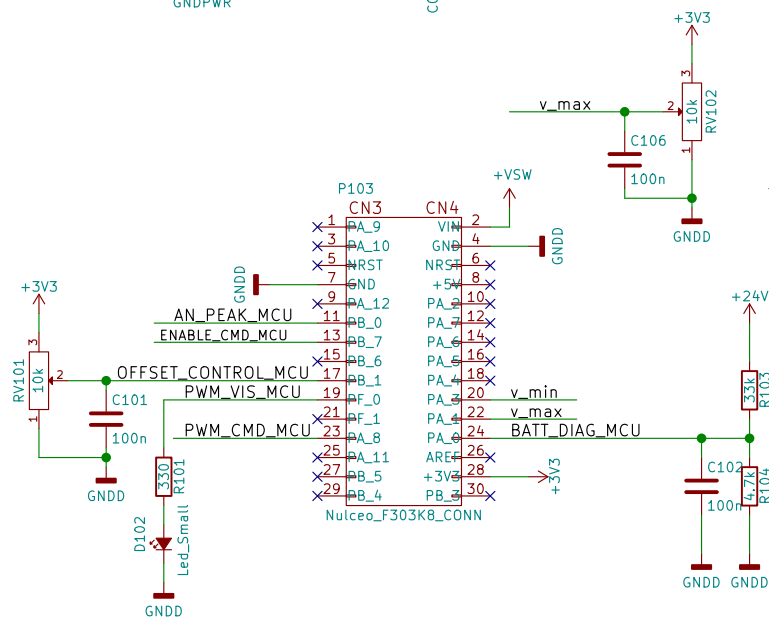 GNDPWR
+3V3
3
v_max
2
10k
RV102
C106
1
100n
+VSW
P103
CN3 CN4
GNDD
1 PA_9 VIN 2
3 PA_10 GND 4
GNDD
5 NRST NRST 6
7 GND +5V 8
GNDD
+3V3
+24V
9 PA_12 PA_2 10
AN_PEAK_MCU 11 PB_0 PA_7 12
ENABLE_CMD_MCU 13 PB_7 PA_6 14
3
15 PB_6 PA_5 16
RV101
10k
2
OFFSET_CONTROL_MCU 17 PB_1 PA_4 18
33k
R103
PWM_VIS_MCU 19 PF_0 PA_3 20 v_min
C101
1
21 PF_1 PA_1 22 v_max
100n
PWM_CMD_MCU 23 PA_8 PA_0 24 BATT_DIAG_MCU
25 PA_11 AREF 26
330
R101
C102
4.7k
R104
27 PB_5 +3V3 28
+3V3
GNDD
29 PB_4 PB_3 30
100n
Nulceo_F303K8_CONN
D102
Led_Small
GNDD
GNDD
GNDD